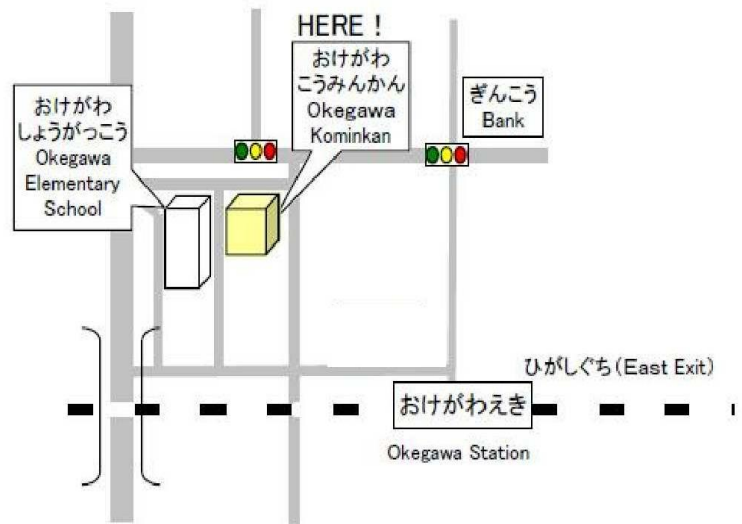 HERE !
おけがわ
こうみんかん
Okegawa
Kominkan
おけがわ
しょうがっこう
Okegawa
Elementary
School
ぎんこう
Bank
ひがしぐち(East Exit)
おけがわえき
Okegawa Station